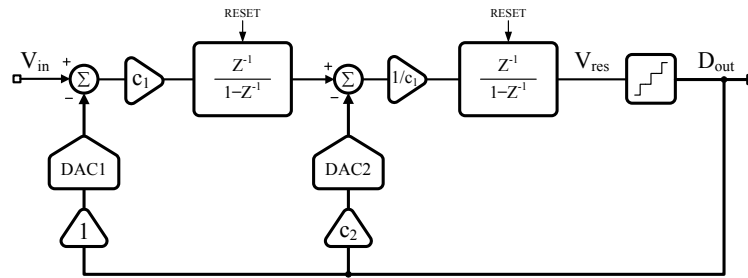 RESET
RESET
V_in
+
Σ
−
c_1
Z^-1
1−Z^-1
+
Σ
−
1/c_1
Z^-1
1−Z^-1
V_res
D_out
DAC1
DAC2
1
c_2